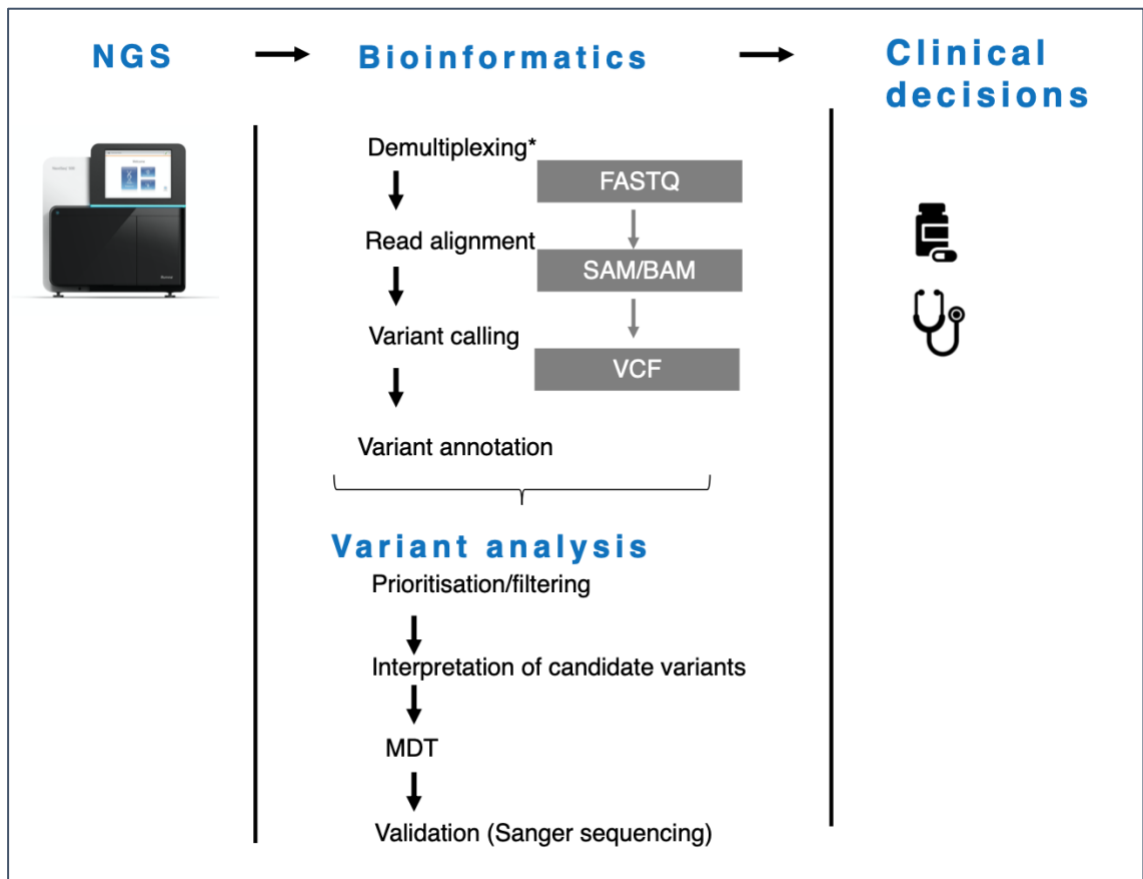 NGS
Bioinformatics
Clinical
decisions
Demultiplexing*
FASTQ
Read alignment
SAM/BAM
Variant calling
VCF
Variant annotation
Variant analysis
Prioritisation/filtering
Interpretation of candidate variants
MDT
Validation (Sanger sequencing)